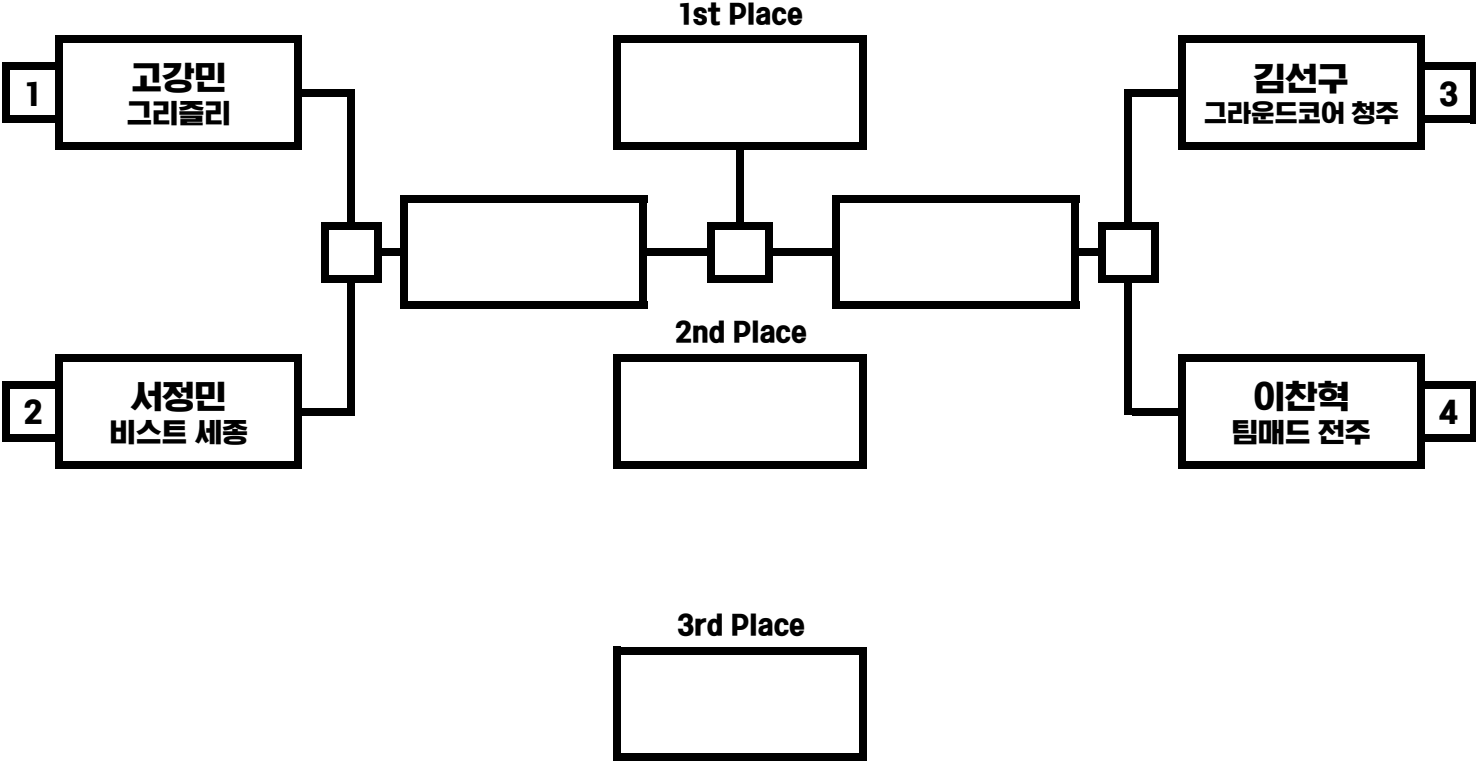 1st Place
1
고강민
그리즐리
김선구
그라운드코어 청주
3
2nd Place
2
서정민
비스트 세종
이찬혁
팀매드 전주
4
3rd Place